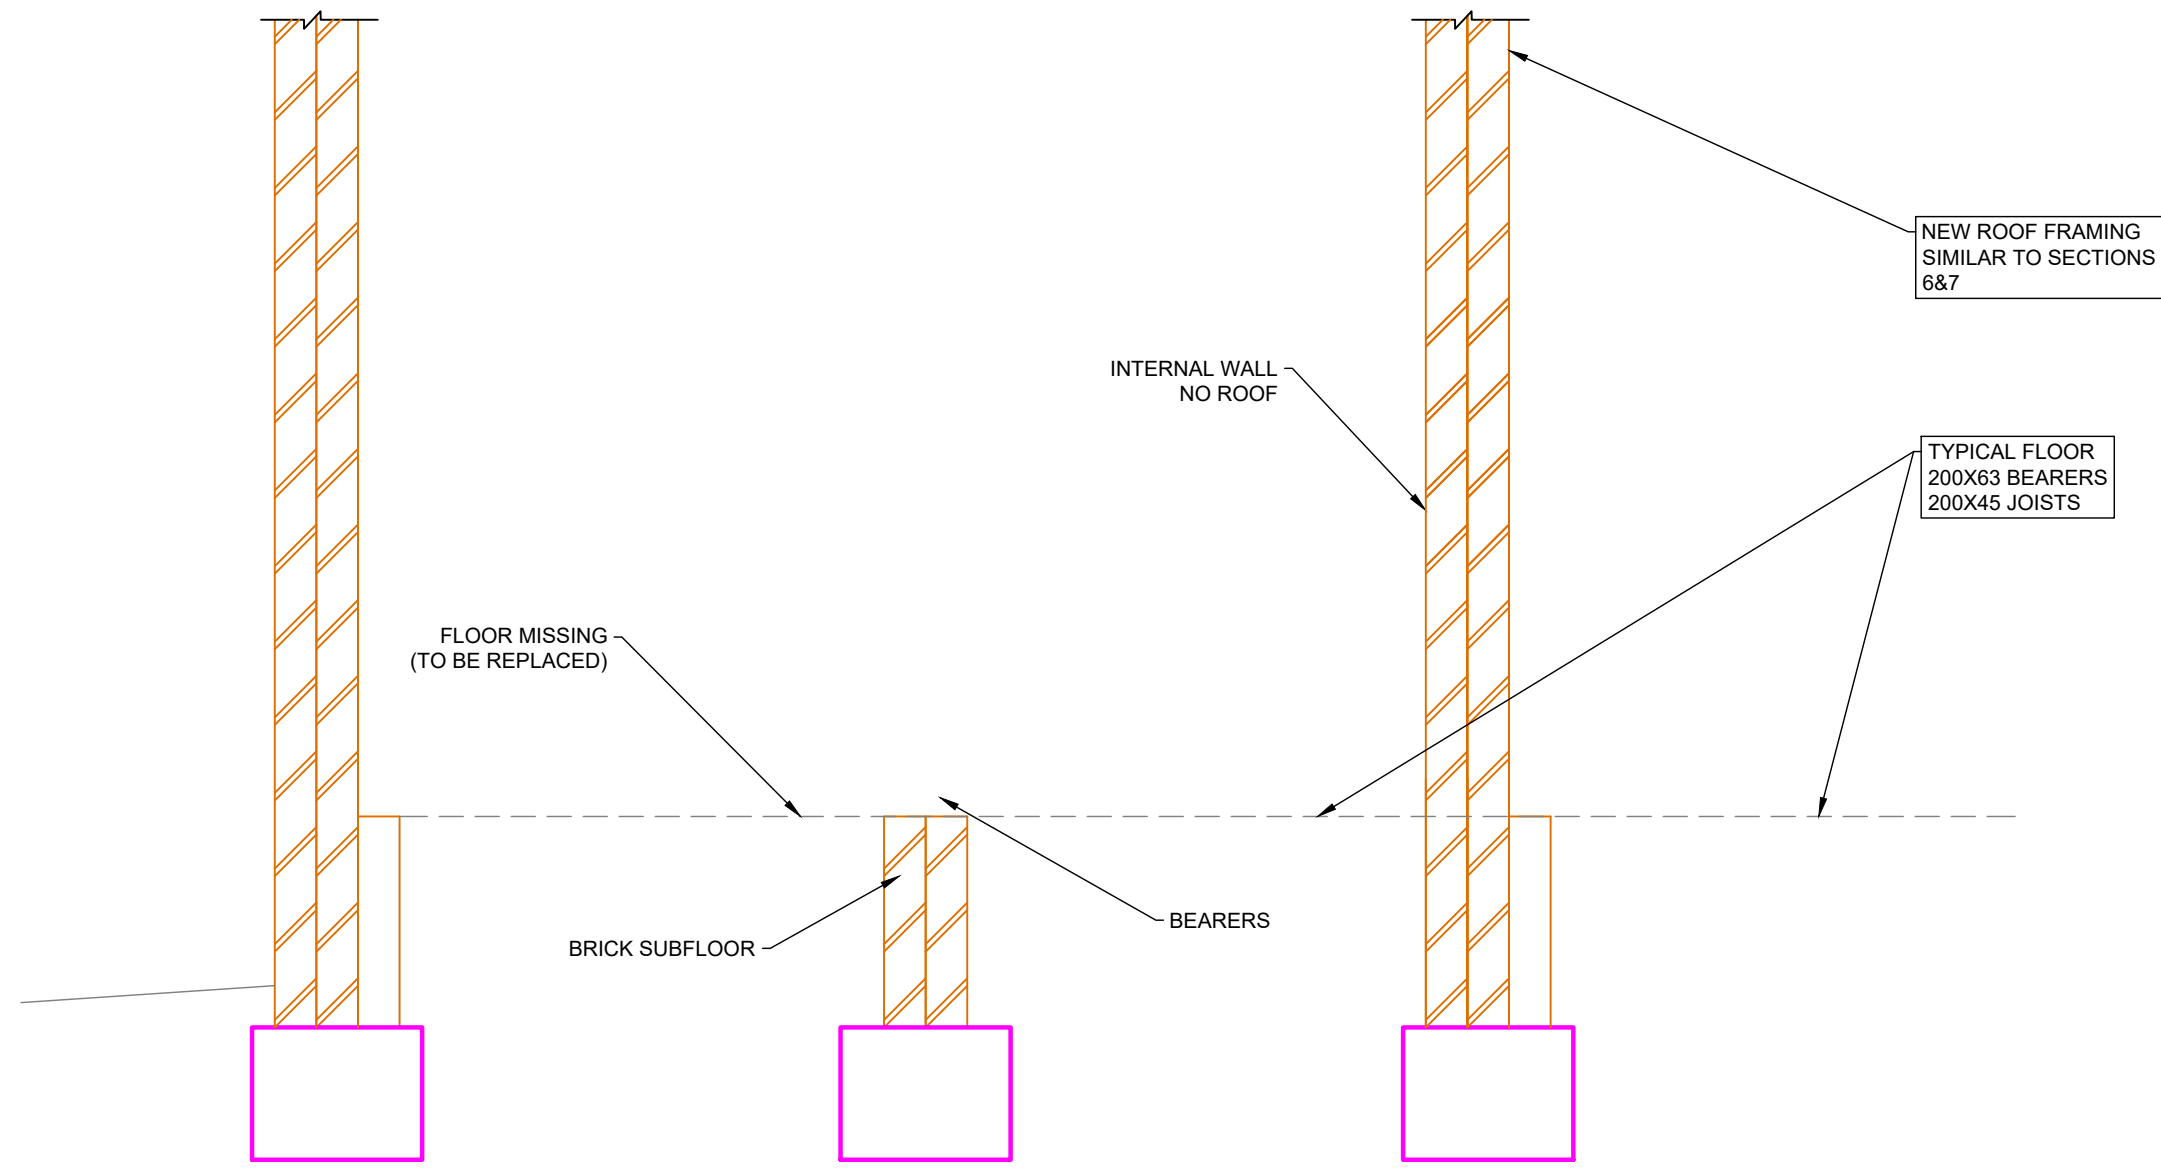 NEW ROOF FRAMING
SIMILAR TO SECTIONS
6&7
INTERNAL WALL
NO ROOF
TYPICAL FLOOR
200X63 BEARERS
200X45 JOISTS
FLOOR MISSING
(TO BE REPLACED)
BEARERS
BRICK SUBFLOOR